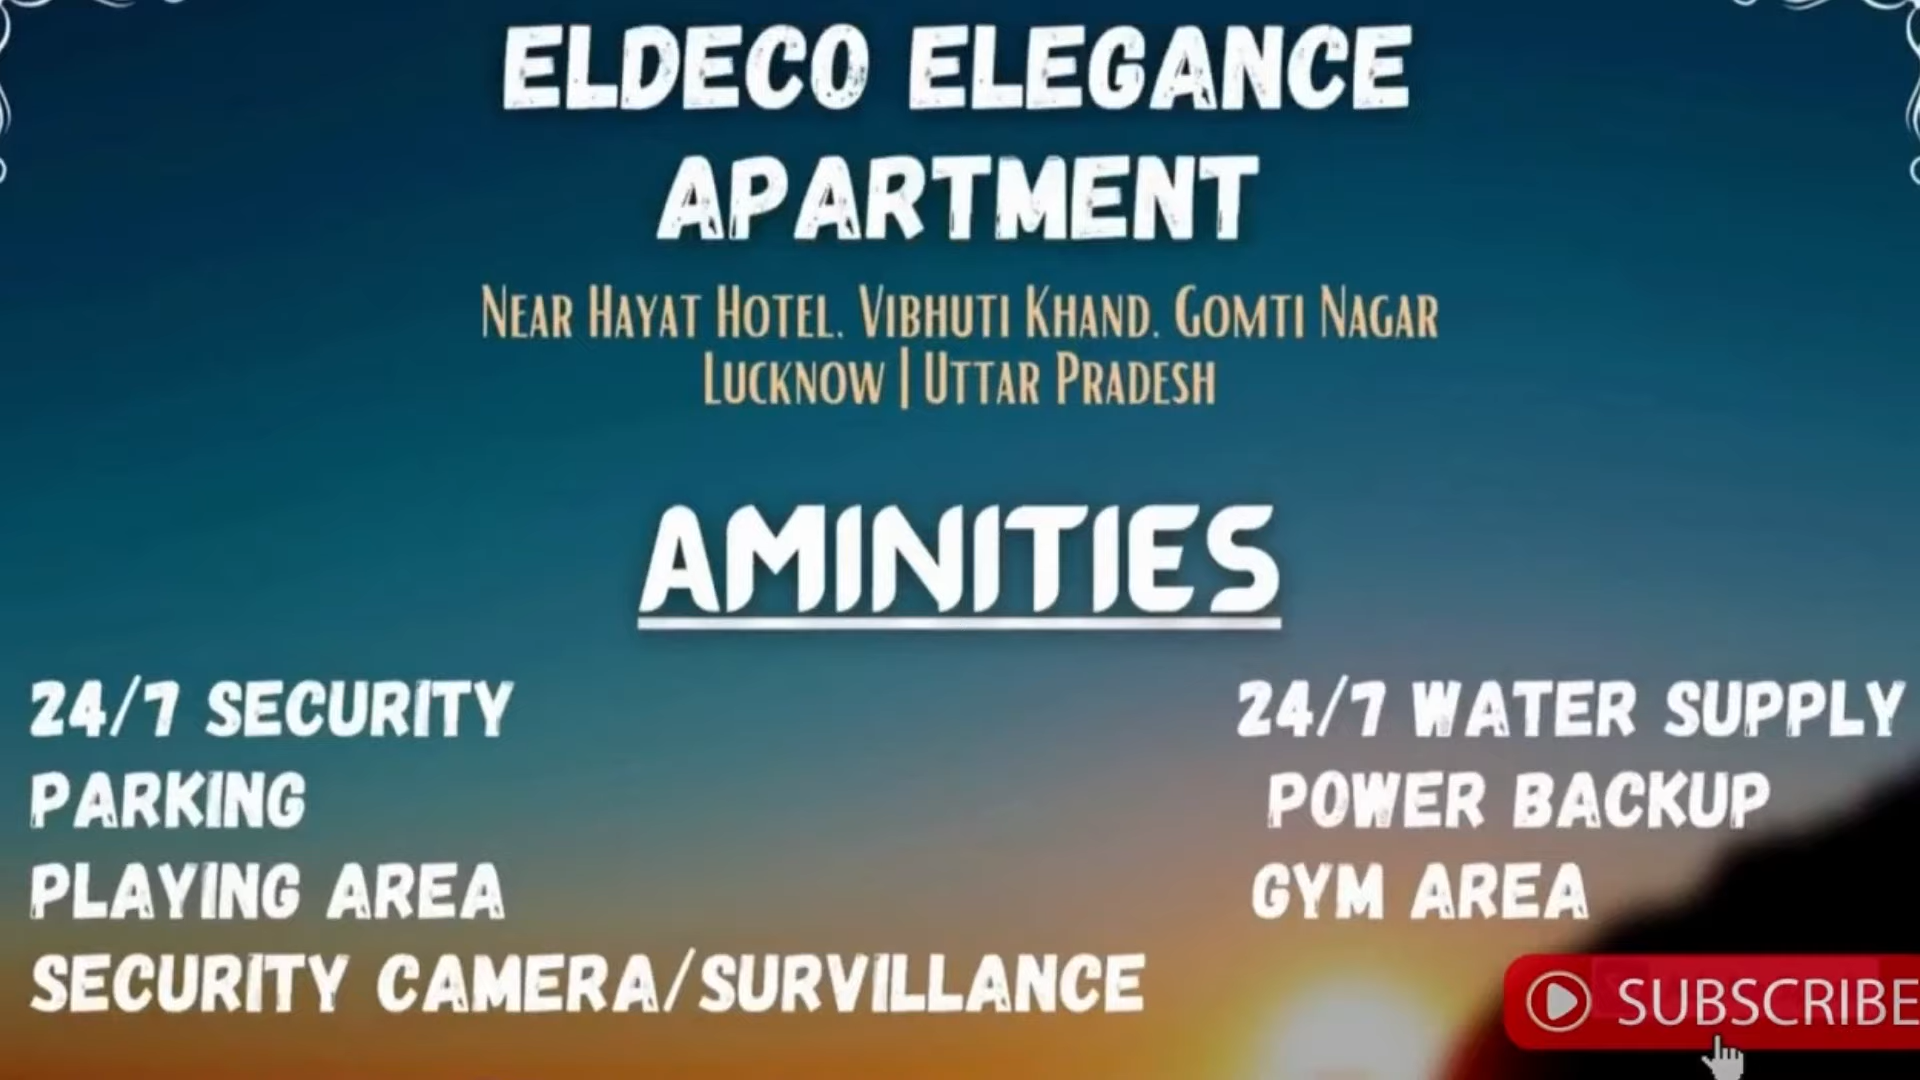 ELDECO ELEGANCE
APARTMENT
NEAR HAYAT HOTEL. VIBHUTI KHAND. GOMTI NAGAR
LUCKNOW | UTTAR PRADESH
AMINITIES
24/7 SECURITY
PARKING
PLAYING AREA
SECURITY CAMERA/SURVILLANCE
24/7 WATER SUPPLY
POWER BACKUP
GYM AREA
SUBSCRIBE